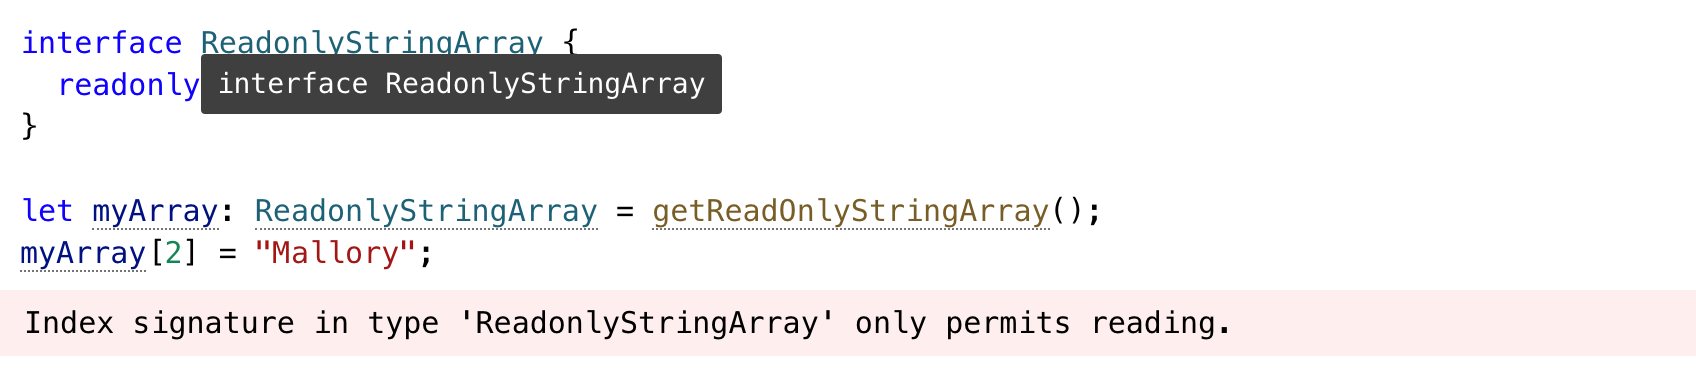 interface ReadonlyStringArray {
readonly
interface ReadonlyStringArray
}
let myArray: ReadonlyStringArray = getReadOnlyStringArray();
myArray[2] = "Mallory";
Index signature in type 'ReadonlyStringArray' only permits reading.